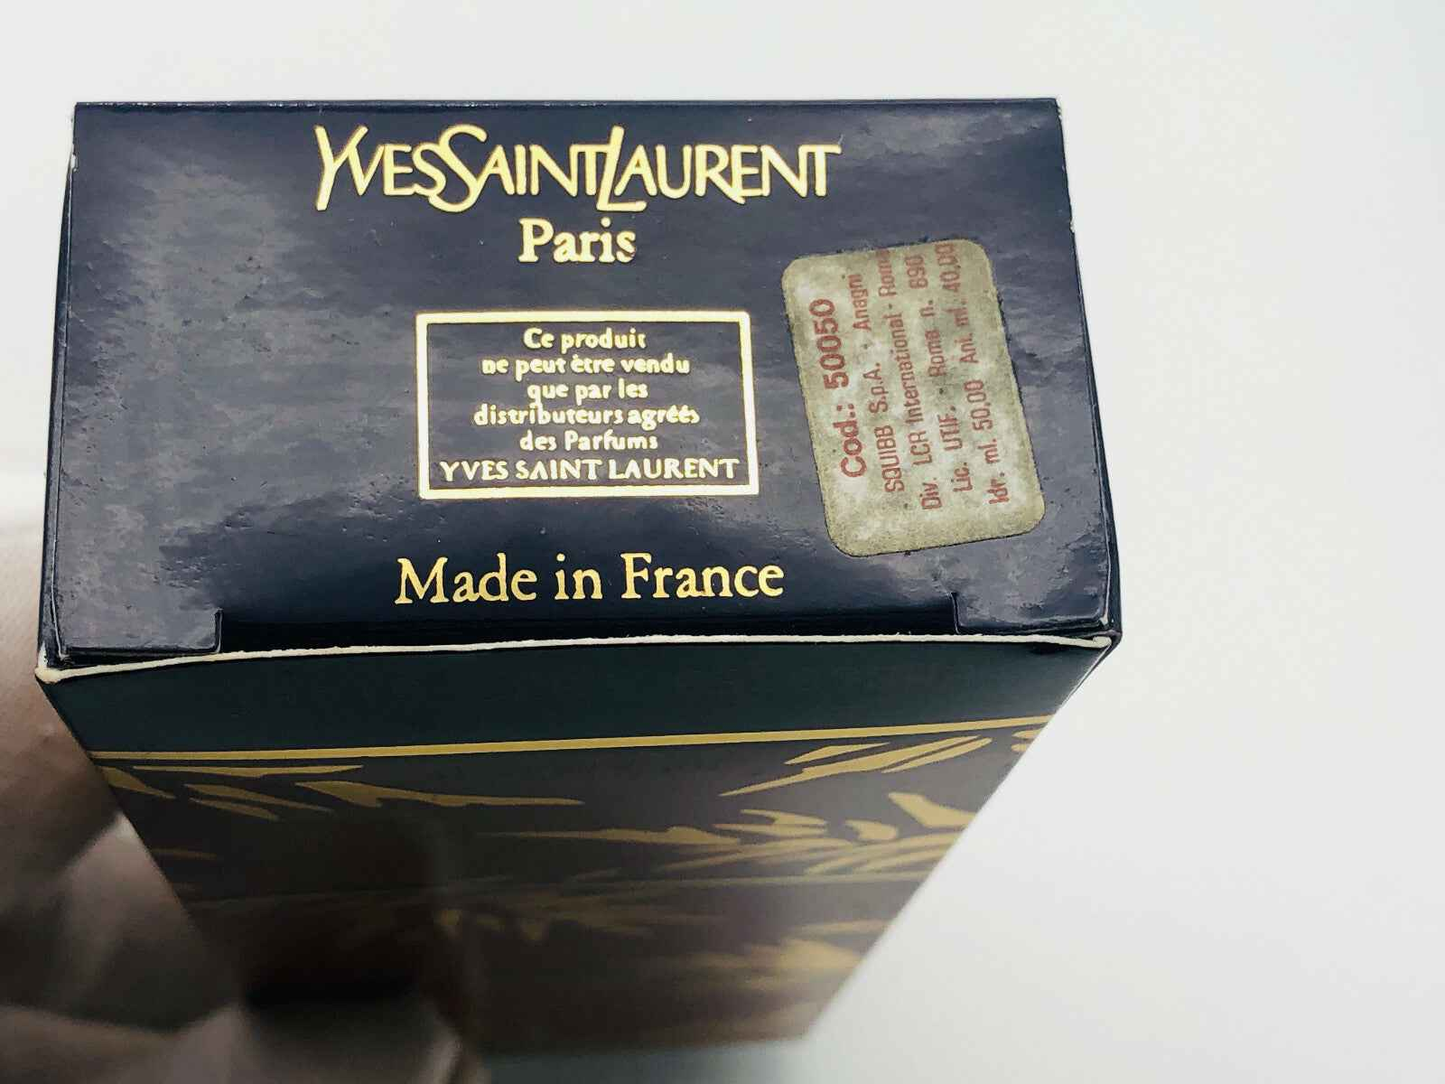 YVES SAINT LAURENT
Paris
Ce produit
ne peut être vendu
que par les
distributeurs agréés
des Parfums
YVES SAINT LAURENT
Made in France
Cod.: 50050
SQUIBB S.p.A. - Anagni
Div. LCR International - Roma
Lic. UTIF. - Roma n. 690
Idr. ml. 50,00 Ani. ml. 40,00